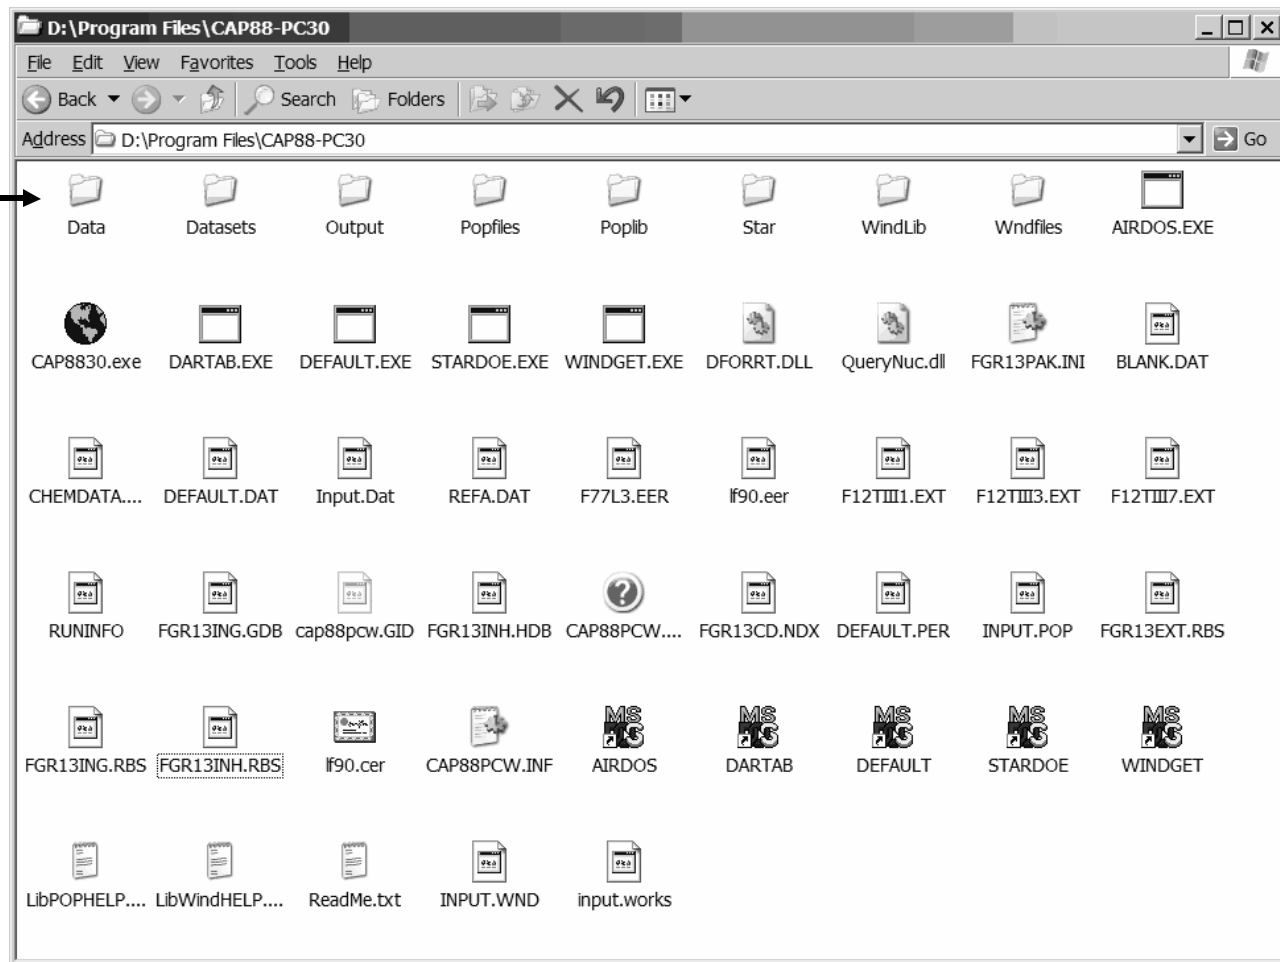 D:\Program Files\CAP88-PC30
File Edit View Favorites Tools Help
Back Search Folders
Address D:\Program Files\CAP88-PC30 Go
Data Datasets Output Popfiles Poplib Star WindLib Wndfiles AIRDOS.EXE
CAP8830.exe DARTAB.EXE DEFAULT.EXE STARDOE.EXE WINDGET.EXE DFORRT.DLL QueryNuc.dll FGR13PAK.INI BLANK.DAT
CHEMDATA.... DEFAULT.DAT Input.Dat REFA.DAT F77L3.EER lf90.eer F12TIII1.EXT F12TIII3.EXT F12TIII7.EXT
RUNINFO FGR13ING.GDB cap88pcw.GID FGR13INH.HDB CAP88PCW.... FGR13CD.NDX DEFAULT.PER INPUT.POP FGR13EXT.RBS
FGR13ING.RBS FGR13INH.RBS lf90.cer CAP88PCW.INF AIRDOS DARTAB DEFAULT STARDOE WINDGET
LibPOPHELP.... LibWindHELP.... ReadMe.txt INPUT.WND input.works